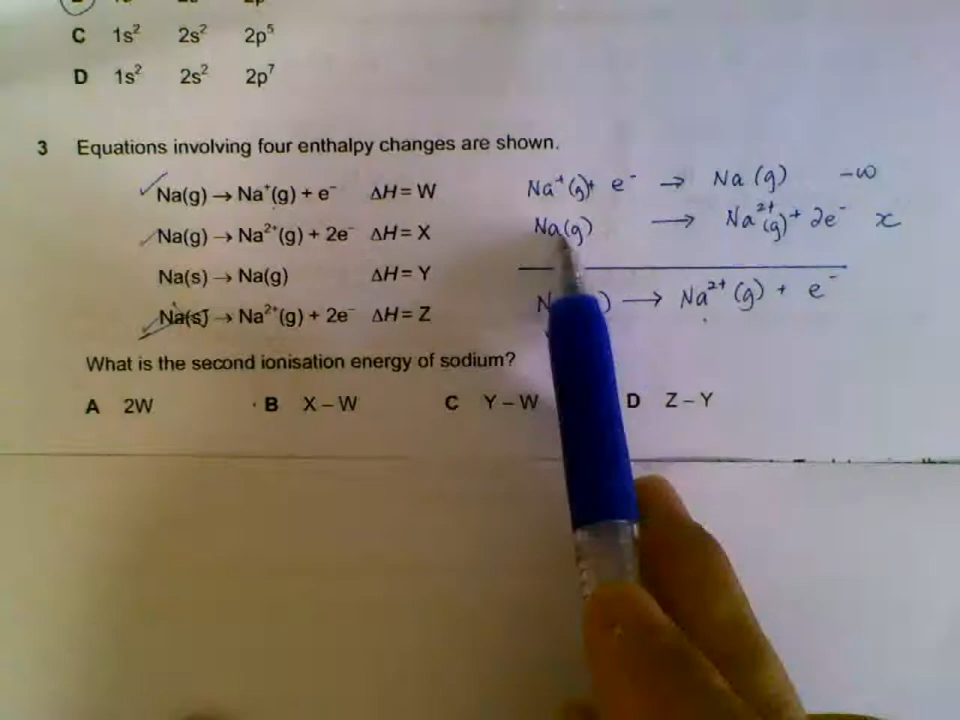 C 1s² 2s² 2p⁵
D 1s² 2s² 2p⁷
3 Equations involving four enthalpy changes are shown.
Na(g) → Na⁺(g) + e⁻ ΔH = W
Na(g) → Na²⁺(g) + 2e⁻ ΔH = X
Na(s) → Na(g) ΔH = Y
Na(s) → Na²⁺(g) + 2e⁻ ΔH = Z
Na⁺(g) + e⁻ → Na (g) -w
Na(g) → Na²⁺(g) + 2e⁻ x
→ Na²⁺ (g) + e⁻
What is the second ionisation energy of sodium?
A 2W B X – W C Y – W D Z – Y